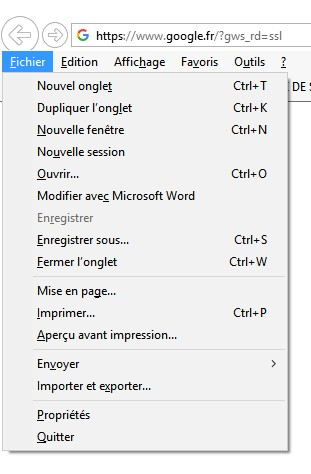 https://www.google.fr/?gws_rd=ssl
Fichier Edition Affichage Favoris Outils ?
Nouvel onglet Ctrl+T
Dupliquer l'onglet Ctrl+K
Nouvelle fenêtre Ctrl+N
Nouvelle session
Ouvrir... Ctrl+O
Modifier avec Microsoft Word
Enregistrer
Enregistrer sous... Ctrl+S
Fermer l'onglet Ctrl+W
Mise en page...
Imprimer... Ctrl+P
Aperçu avant impression...
Envoyer
Importer et exporter...
Propriétés
Quitter
DE S